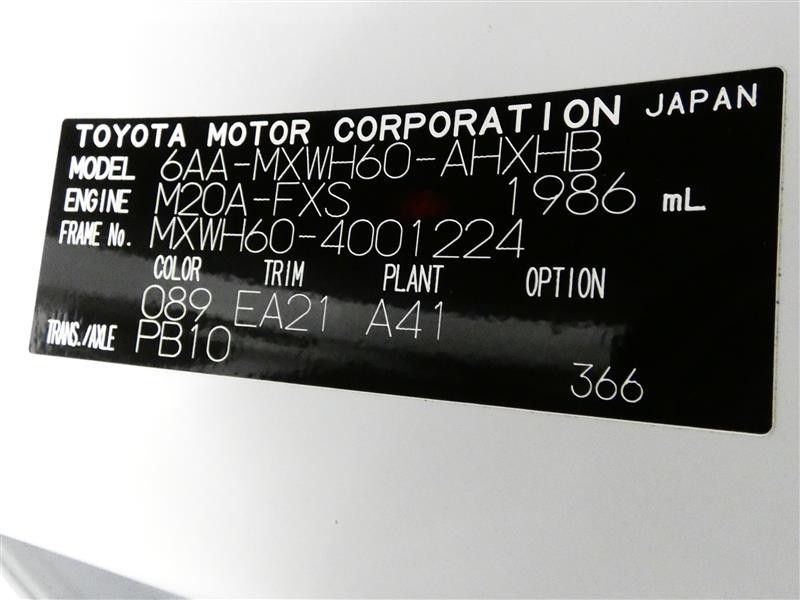 TOYOTA MOTOR CORPORATION JAPAN
MODEL 6AA-MXWH60-AHXHB
ENGINE M20A-FXS 1986 mL
FRAME No. MXWH60-4001224
COLOR TRIM PLANT OPTION
089 EA21 A41
TRANS./AXLE PB10
366